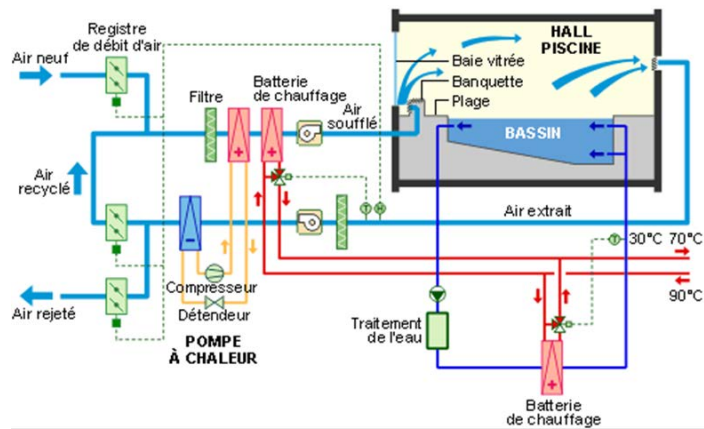 Registre
de débit d'air
Air neuf
Filtre
Batterie
de chauffage
Air
soufflé
HALL
PISCINE
Baie vitrée
Banquette
Plage
BASSIN
Air
recyclé
T
H
Air extrait
T
30°C
70°C
90°C
Compresseur
Détendeur
Air rejeté
POMPE
À CHALEUR
Traitement
de l'eau
Batterie
de chauffage